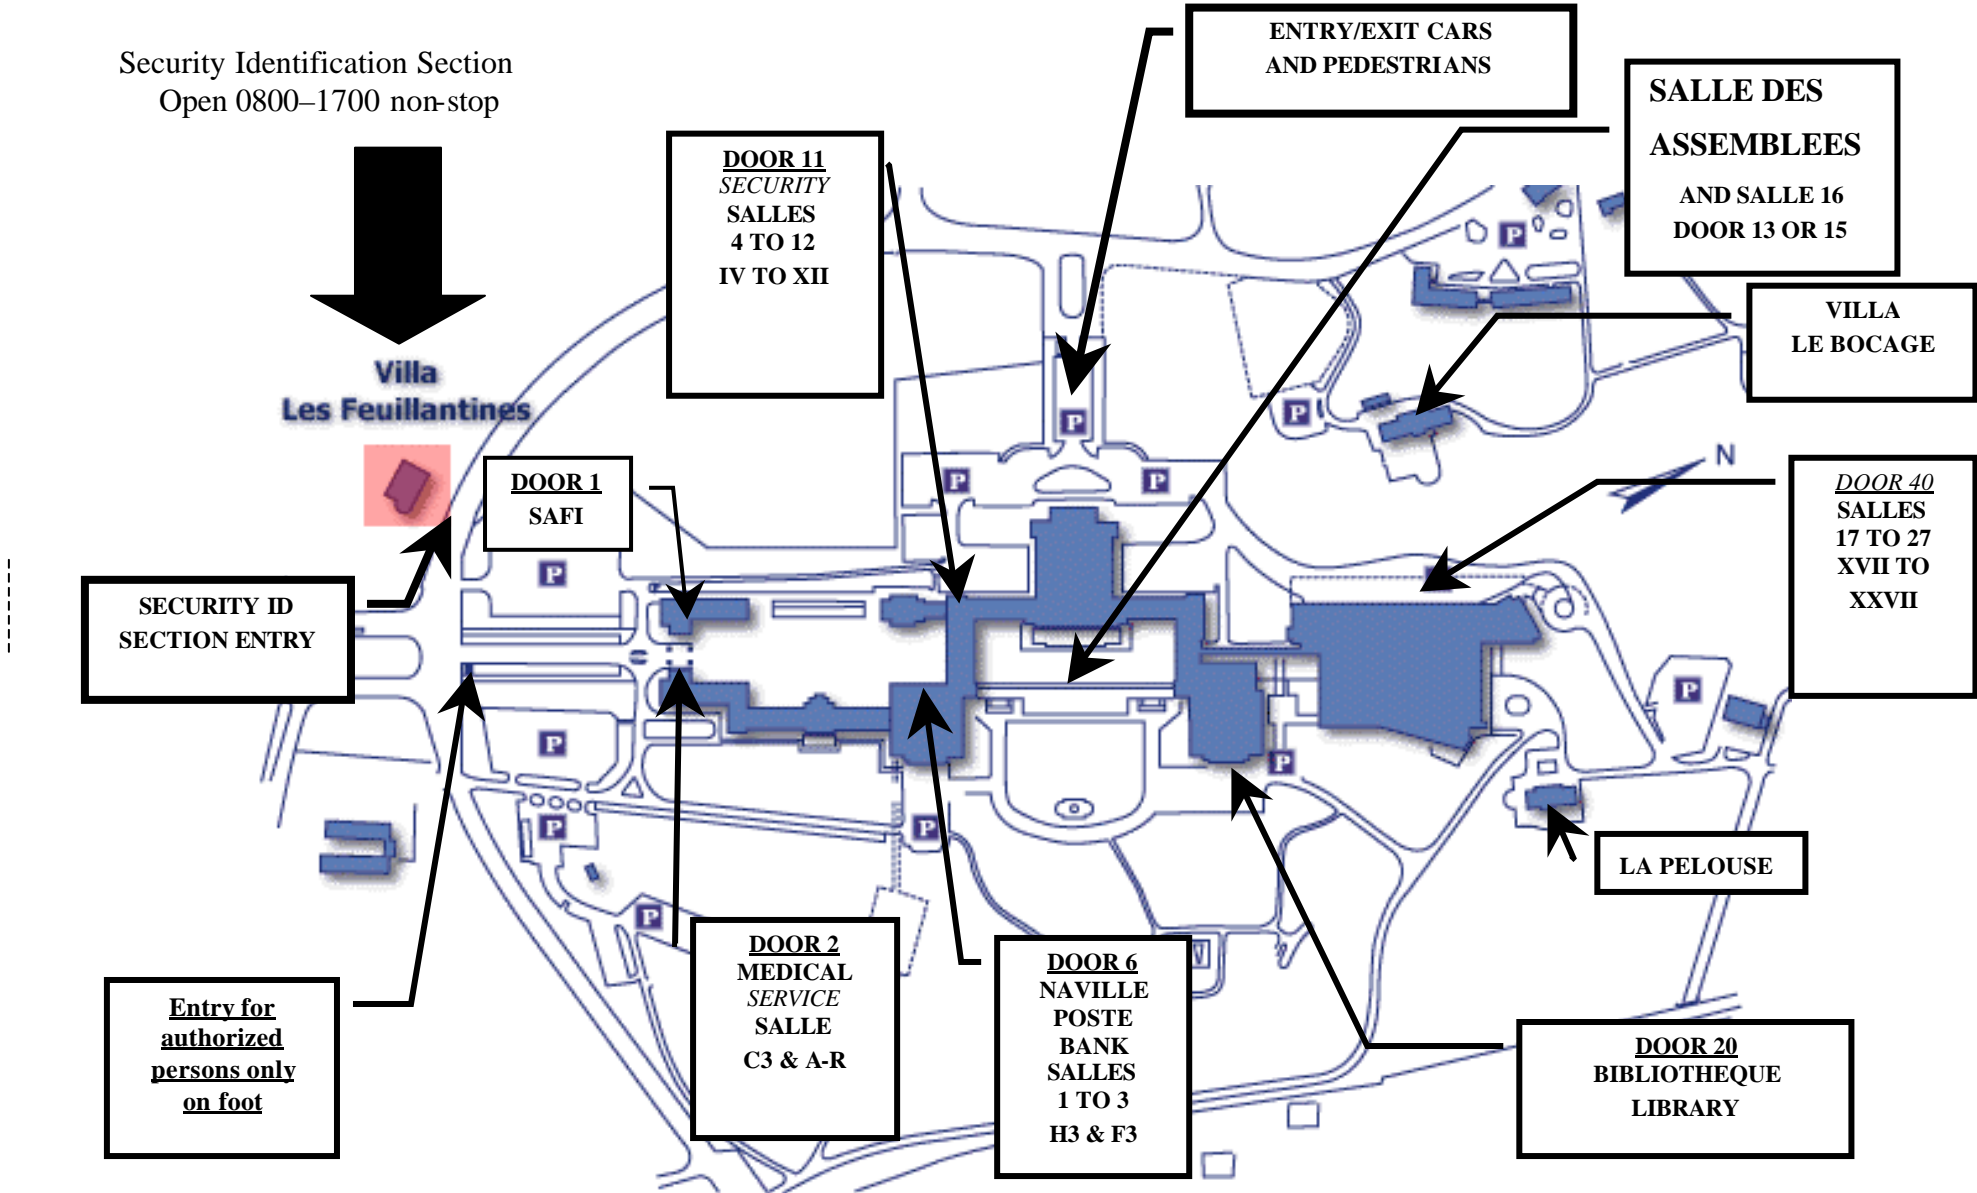 Security Identification Section
Open 0800–1700 non-stop
ENTRY/EXIT CARS
AND PEDESTRIANS
SALLE DES
ASSEMBLEES
AND SALLE 16
DOOR 13 OR 15
DOOR 11
SECURITY
SALLES
4 TO 12
IV TO XII
VILLA
LE BOCAGE
Villa
Les Feuillantines
DOOR 1
SAFI
N
DOOR 40
SALLES
17 TO 27
XVII TO
XXVII
SECURITY ID
SECTION ENTRY
P
P
P
P
P
P
P
P
P
P
P
P
LA PELOUSE
Entry for
authorized
persons only
on foot
DOOR 2
MEDICAL
SERVICE
SALLE
C3 & A-R
DOOR 6
NAVILLE
POSTE
BANK
SALLES
1 TO 3
H3 & F3
DOOR 20
BIBLIOTHEQUE
LIBRARY